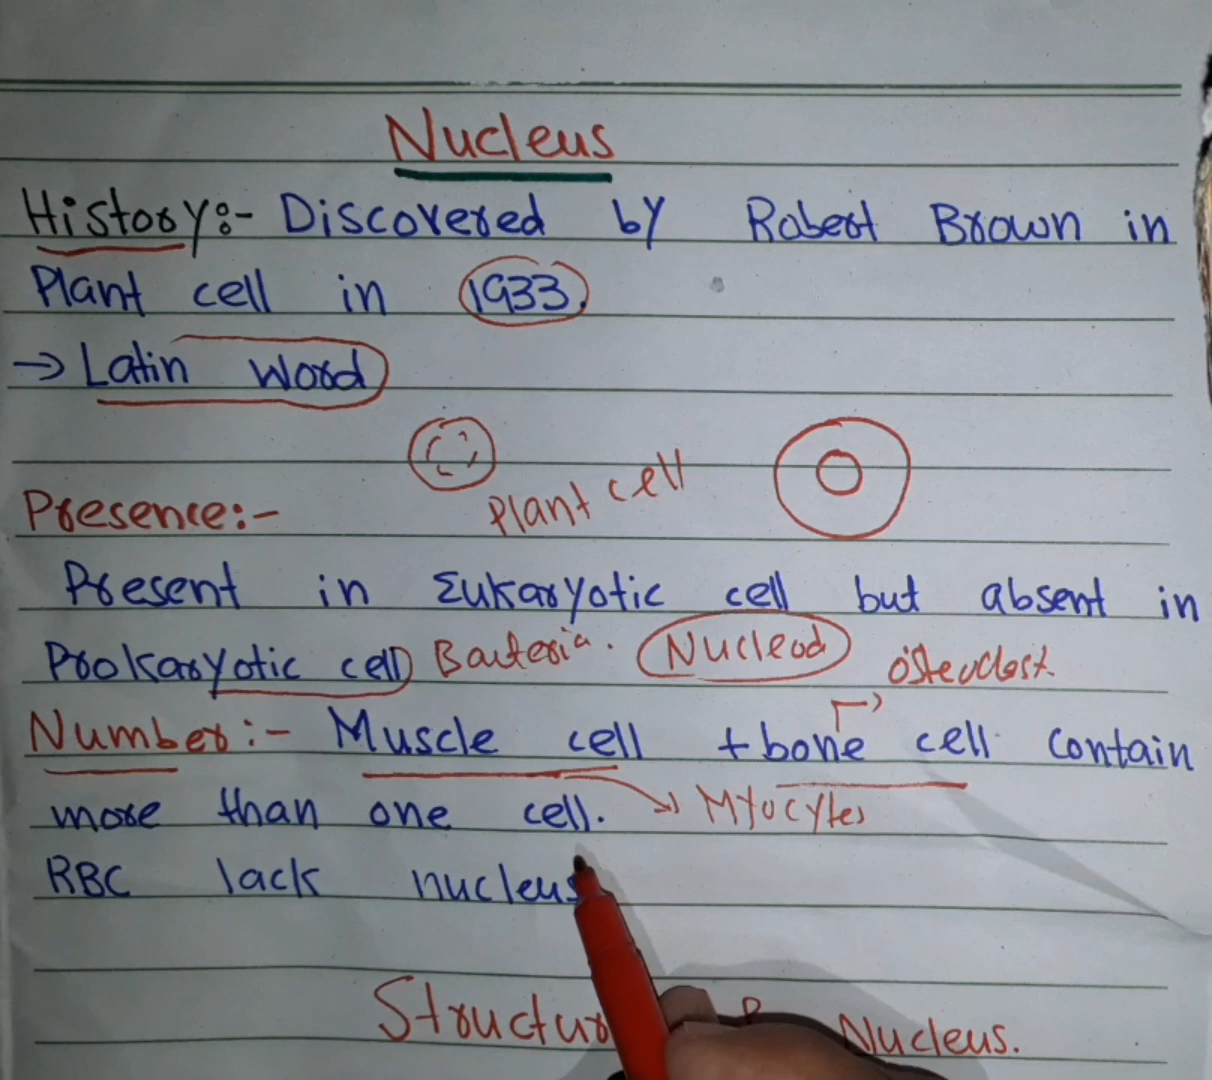 Nucleus
History:- Discovered by Robert Brown in
Plant cell in 1933.
→ Latin Word
Plant cell
Presence:-
Present in Eukaryotic cell but absent in
Prokaryotic cell Bacteria. Nucleod osteoclast.
Number:- Muscle cell + bone cell contain
more than one cell. → Myocytes
RBC lack nucleus
Nucleus.